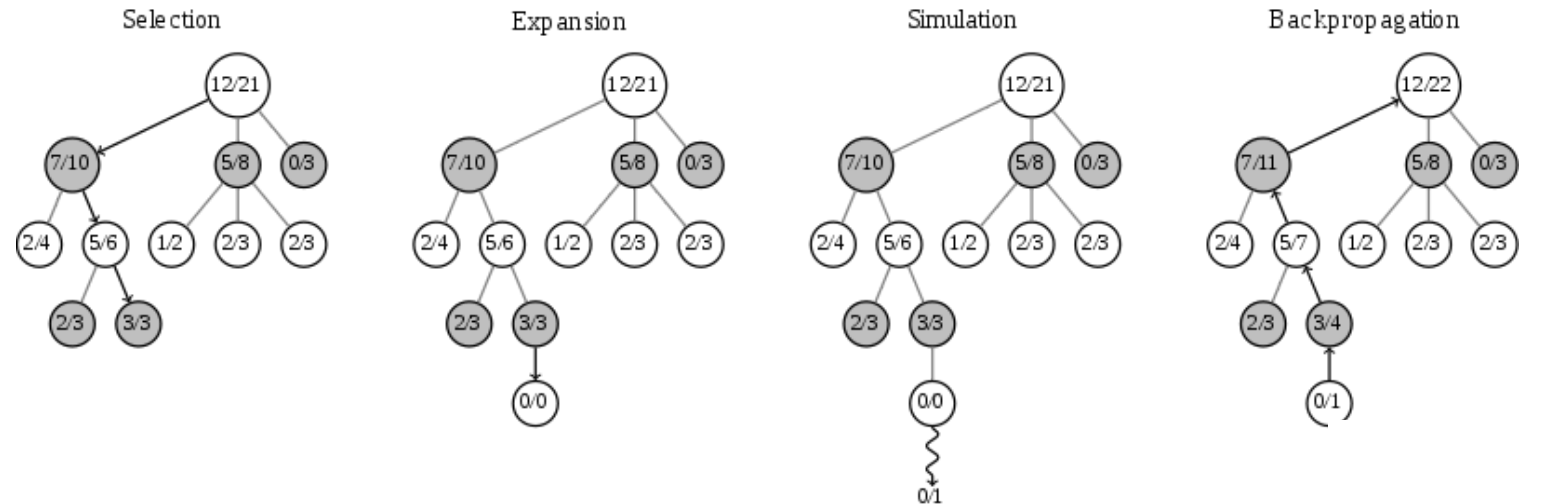 Selection
12/21
7/10 5/8 0/3
2/4 5/6 1/2 2/3 2/3
2/3 3/3
Expansion
12/21
7/10 5/8 0/3
2/4 5/6 1/2 2/3 2/3
2/3 3/3
0/0
Simulation
12/21
7/10 5/8 0/3
2/4 5/6 1/2 2/3 2/3
2/3 3/3
0/0
0/1
Backpropagation
12/22
7/11 5/8 0/3
2/4 5/7 1/2 2/3 2/3
2/3 3/4
0/1